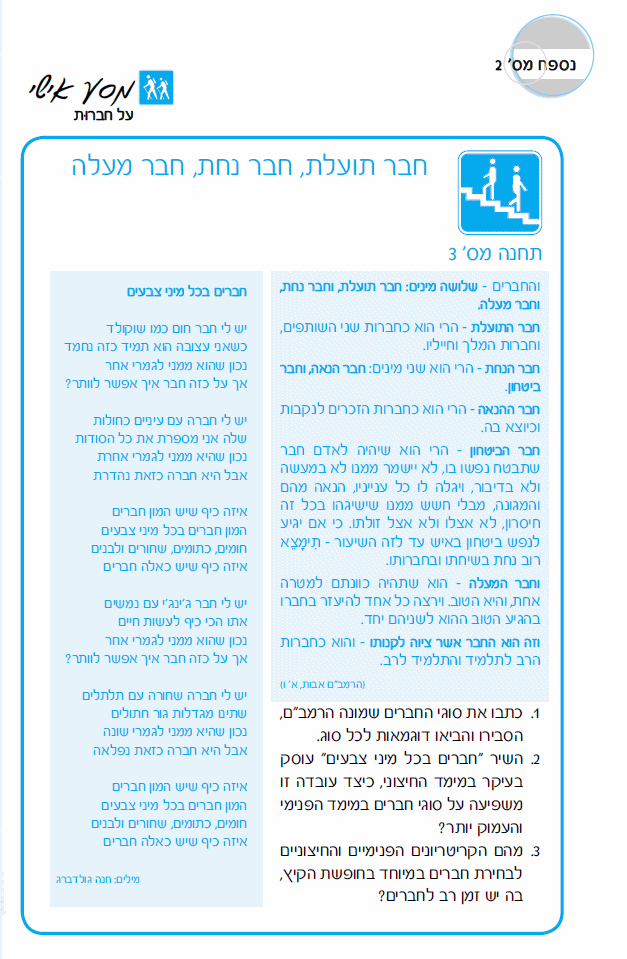 נספח מס' 2
מסע אישי
על חברות
חבר תועלת, חבר נחת, חבר מעלה
תחנה מס' 3
והחברים - שלושה מינים: חבר תועלת, וחבר נחת,
וחבר מעלה.
חבר התועלת - הרי הוא כחברות שני השותפים,
וחברות המלך וחייליו.
חבר הנחת - הרי הוא שני מינים: חבר הנאה, וחבר
ביטחון.
חבר ההנאה - הרי הוא כחברות הזכרים לנקבות
וכיוצא בה.
חבר הביטחון - הרי הוא שיהיה לאדם חבר
שתבטח נפשו בו, לא יישמר ממנו לא במעשה
ולא בדיבור, ויגלה לו כל ענייניו, הנאה מהם
והמגונה, מבלי חשש ממנו שישיגהו בכל זה
חיסרון, לא אצלו ולא אצל זולתו. כי אם יגיע
לנפש ביטחון באיש עד לזה השיעור - תִימָצֵא
רוב נחת בשיחתו ובחברותו.
וחבר המעלה - הוא שתהיה כוונתם למטרה
אחת, והיא הטוב. וירצה כל אחד להיעזר בחברו
בהגיע הטוב ההוא לשניהם יחד.
וזה הוא החבר אשר ציוה לקנותו - והוא כחברות
הרב לתלמיד והתלמיד לרב.
(הרמב"ם אבות, א' ו)
1. כתבו את סוגי החברים שמונה הרמב"ם,
הסבירו והביאו דוגמאות לכל סוג.
2. השיר "חברים בכל מיני צבעים" עוסק
בעיקר במימד החיצוני, כיצד עובדה זו
משפיעה על סוגי חברים במימד הפנימי
והעמוק יותר?
3. מהם הקריטריונים הפנימיים והחיצוניים
לבחירת חברים במיוחד בחופשת הקיץ,
בה יש זמן רב לחברים?
חברים בכל מיני צבעים
יש לי חבר חום כמו שוקולד
כשאני עצובה הוא תמיד כזה נחמד
נכון שהוא ממני לגמרי אחר
אך על כזה חבר איך אפשר לוותר?
יש לי חברה עם עיניים כחולות
שלה אני מספרת את כל הסודות
נכון שהיא ממני לגמרי אחרת
אבל היא חברה כזאת נהדרת
איזה כיף שיש המון חברים
המון חברים בכל מיני צבעים
חומים, כתומים, שחורים ולבנים
איזה כיף שיש כאלה חברים
יש לי חבר ג'ינג'י עם נמשים
אתו הכי כיף לעשות חיים
נכון שהוא ממני לגמרי אחר
אך על כזה חבר איך אפשר לוותר?
יש לי חברה שחורה עם תלתלים
שתינו מגדלות גור חתולים
נכון שהיא ממני לגמרי שונה
אבל היא חברה כזאת נפלאה
איזה כיף שיש המון חברים
המון חברים בכל מיני צבעים
חומים, כתומים, שחורים ולבנים
איזה כיף שיש כאלה חברים
מילים: חנה גולדברג